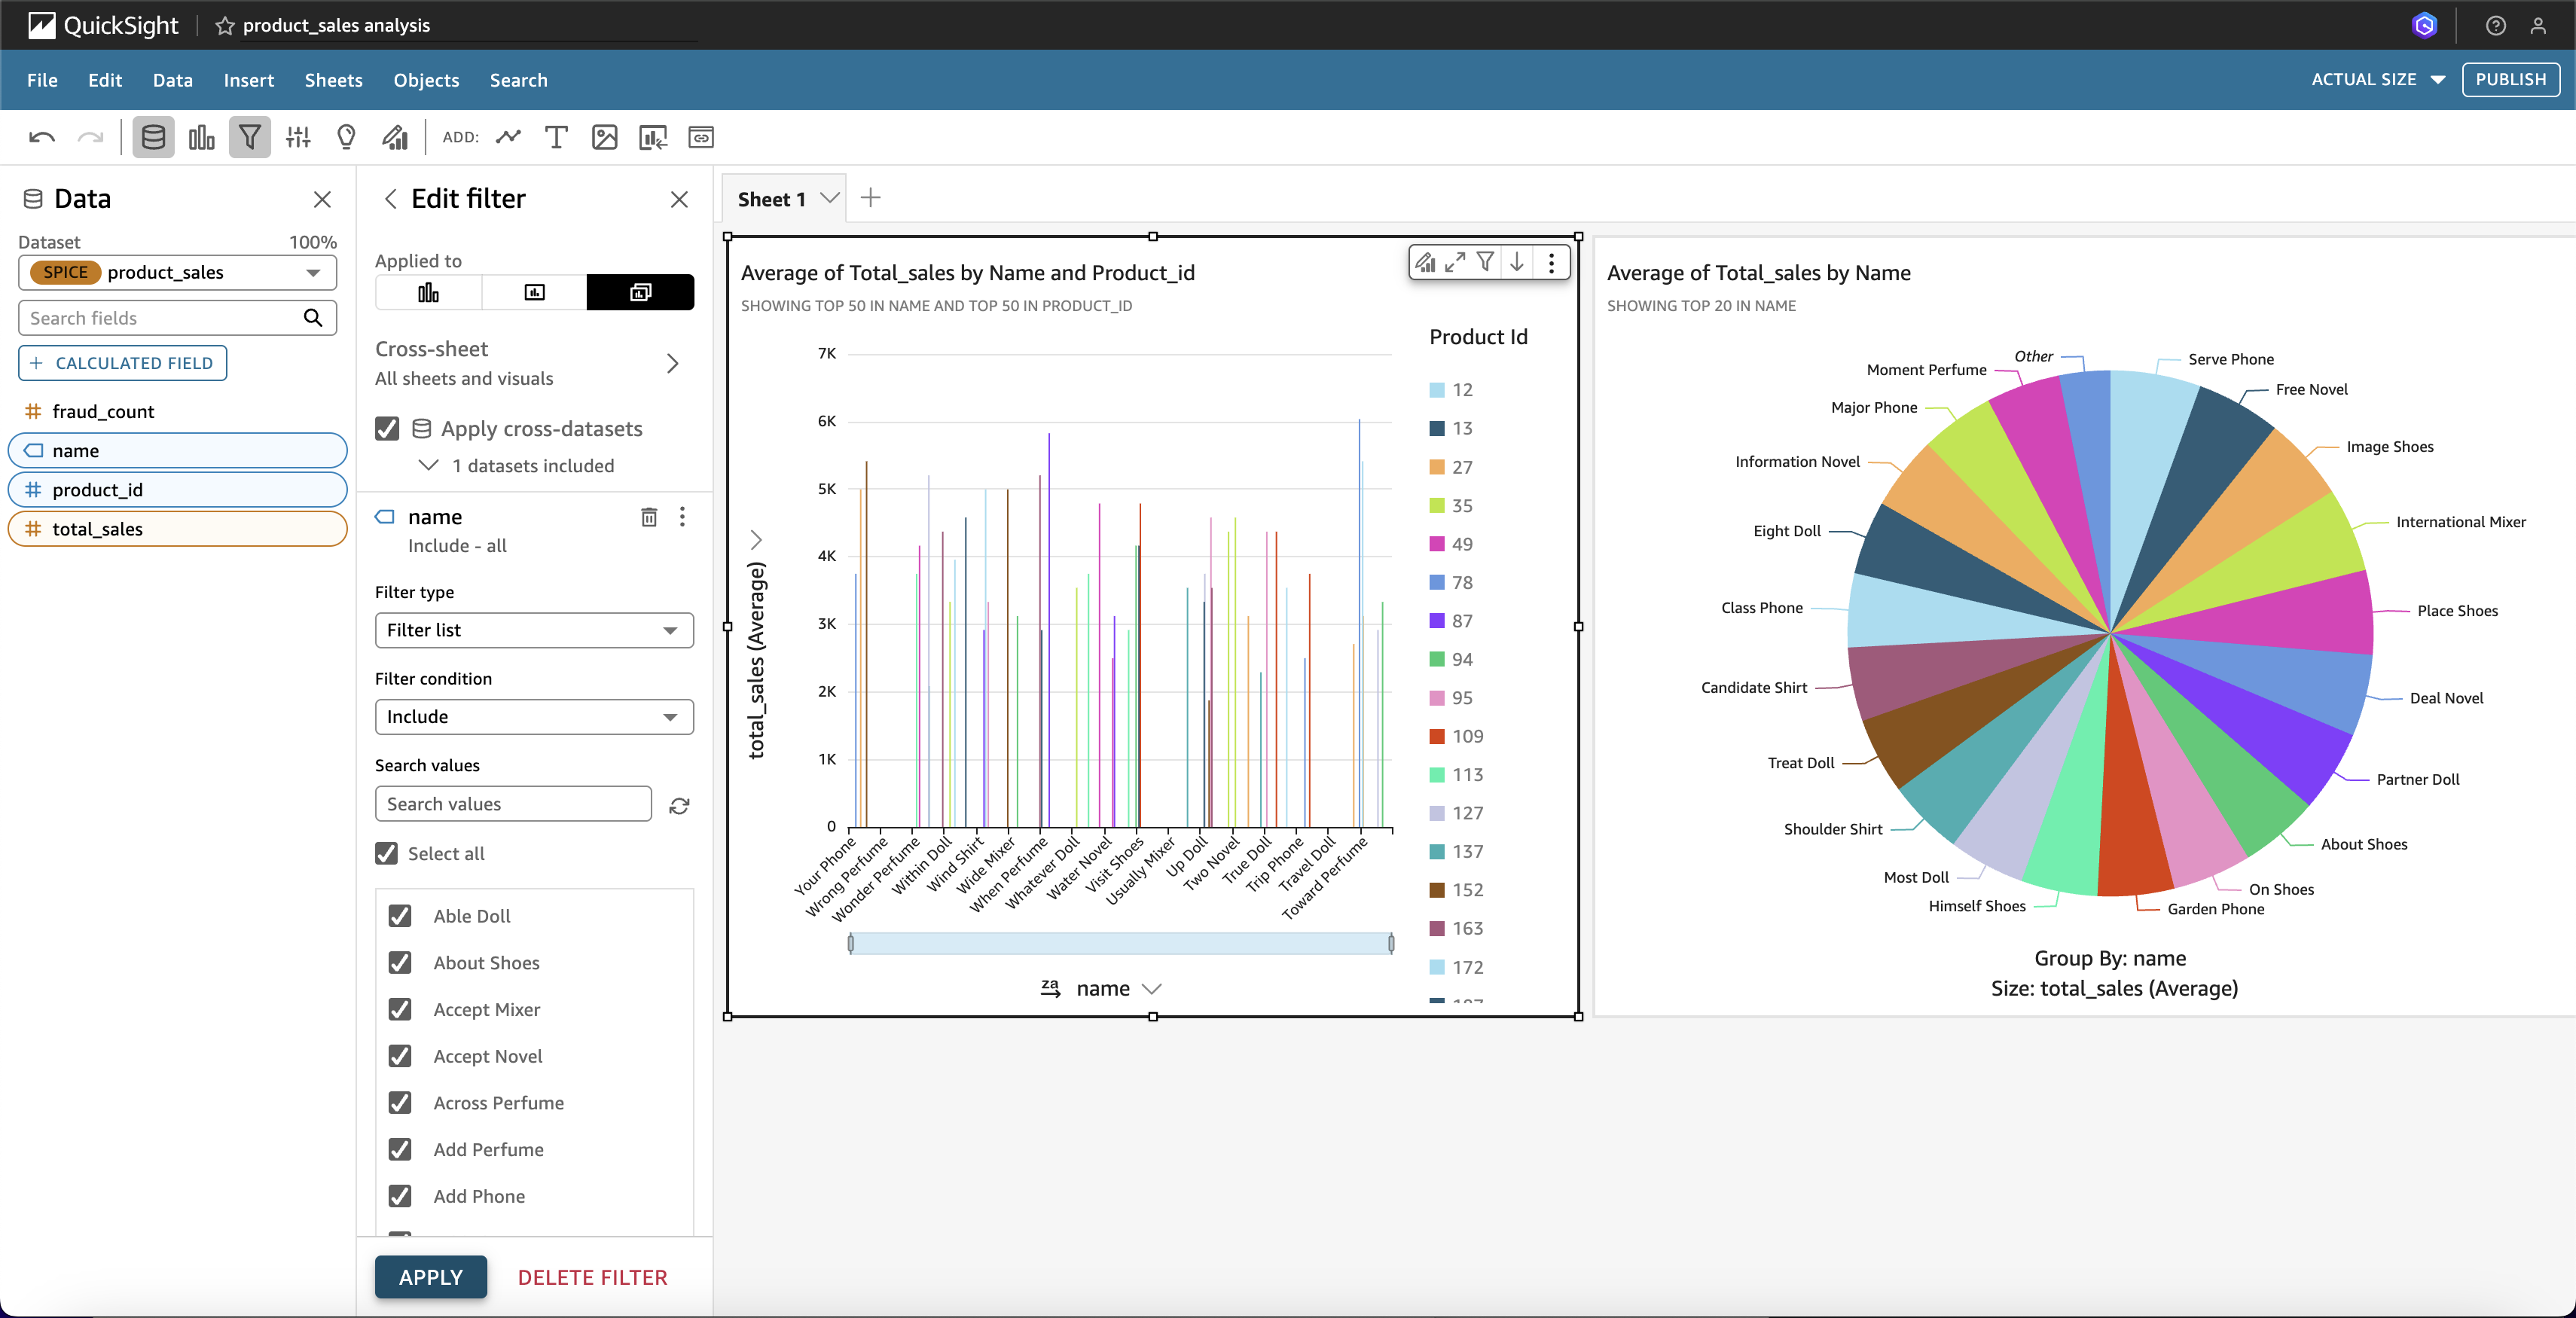 QuickSight
product_sales analysis
File Edit Data Insert Sheets Objects Search
ACTUAL SIZE
PUBLISH
ADD:
Data
Dataset
100%
SPICE product_sales
Search fields
+ CALCULATED FIELD
# fraud_count
name
# product_id
# total_sales
Edit filter
Applied to
Cross-sheet
All sheets and visuals
Apply cross-datasets
1 datasets included
name
Include - all
Filter type
Filter list
Filter condition
Include
Search values
Search values
Select all
Able Doll
About Shoes
Accept Mixer
Accept Novel
Across Perfume
Add Perfume
Add Phone
APPLY
DELETE FILTER
Sheet 1
Average of Total_sales by Name and Product_id
SHOWING TOP 50 IN NAME AND TOP 50 IN PRODUCT_ID
total_sales (Average)
7K
6K
5K
4K
3K
2K
1K
0
Your Phone
Wrong Perfume
Wonder Perfume
Within Doll
Wind Shirt
Wide Mixer
When Perfume
Whatever Doll
Water Novel
Visit Shoes
Usually Mixer
Up Doll
Two Novel
True Doll
Trip Phone
Travel Doll
Toward Perfume
za name
Product Id
12
13
27
35
49
78
87
94
95
109
113
127
137
152
163
172
Average of Total_sales by Name
SHOWING TOP 20 IN NAME
Other
Serve Phone
Free Novel
Image Shoes
International Mixer
Place Shoes
Deal Novel
Partner Doll
About Shoes
On Shoes
Garden Phone
Himself Shoes
Most Doll
Shoulder Shirt
Treat Doll
Candidate Shirt
Class Phone
Eight Doll
Information Novel
Major Phone
Moment Perfume
Group By: name
Size: total_sales (Average)